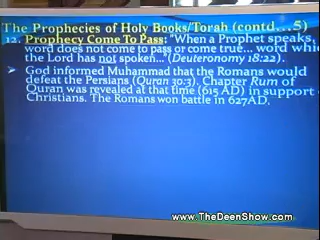 The Prophecies of Holy Books/Torah (contd...5)
12. Prophecy Come To Pass: "When a Prophet speaks,
word does not come to pass or come true... word whic
the Lord has not spoken..."(Deuteronomy 18:22).
God informed Muhammad that the Romans would
defeat the Persians (Quran 30:3). Chapter Rum of
Quran was revealed at that time (615 AD) in support o
Christians. The Romans won battle in 627AD.
www.TheDeenShow.com